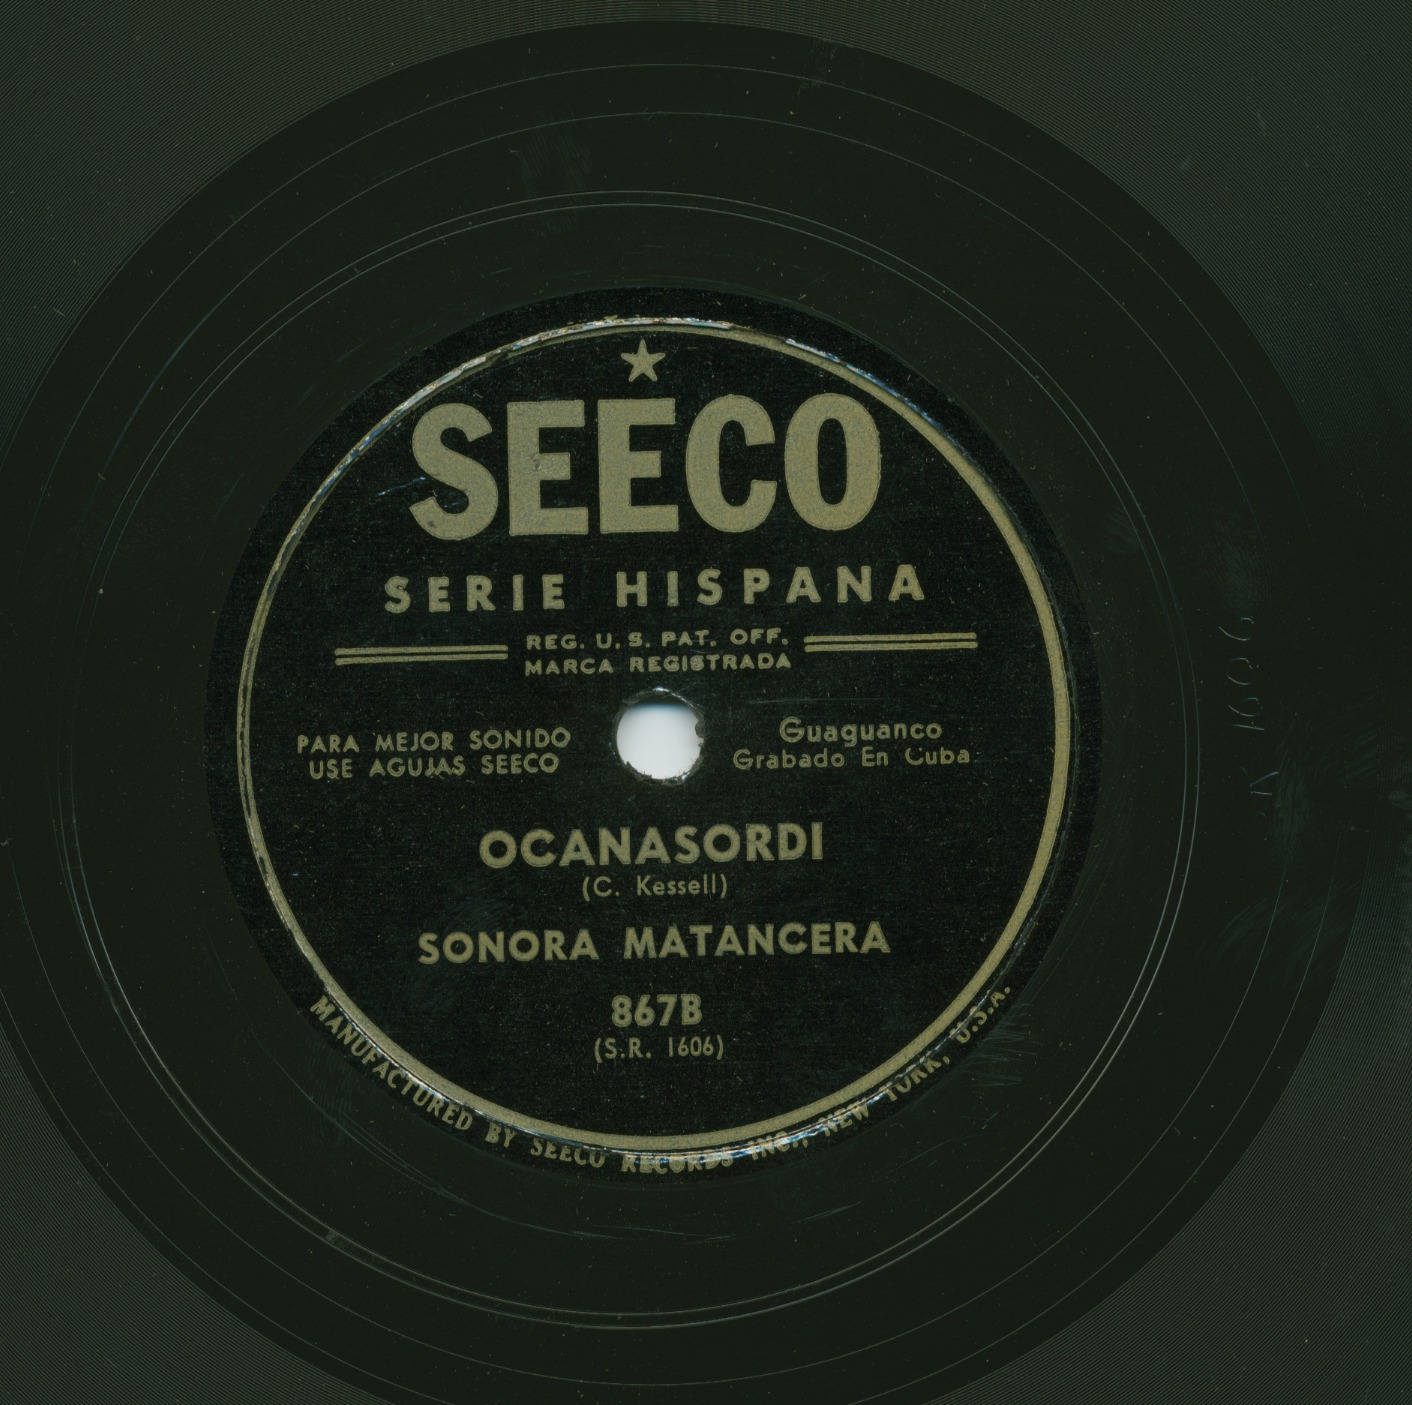 SEECO
SERIE HISPANA
REG. U. S. PAT. OFF.
MARCA REGISTRADA
PARA MEJOR SONIDO
USE AGUJAS SEECO
Guaguanco
Grabado En Cuba
OCANASORDI
(C. Kessell)
SONORA MATANCERA
867B
(S.R. 1606)
MANUFACTURED BY SEECO RECORDS INC., NEW YORK, U.S.A.